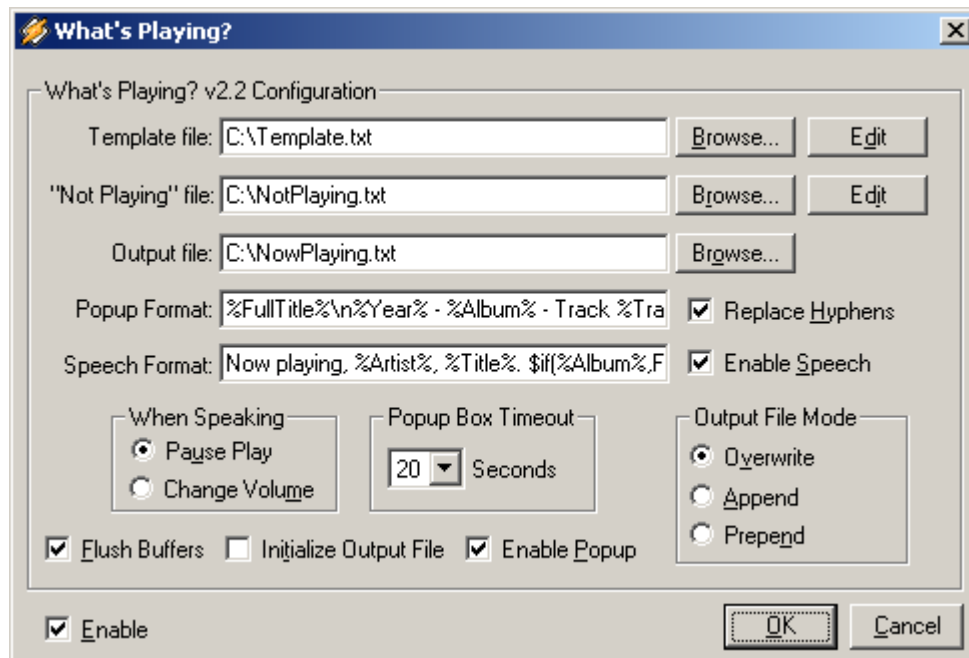 What's Playing?
What's Playing? v2.2 Configuration
Template file: C:\Template.txt Browse... Edit
"Not Playing" file: C:\NotPlaying.txt Browse... Edit
Output file: C:\NowPlaying.txt Browse...
Popup Format: %FullTitle%\n%Year% - %Album% - Track %Tra Replace Hyphens
Speech Format: Now playing, %Artist%, %Title%. $if(%Album%,F Enable Speech
When Speaking Popup Box Timeout Output File Mode
Pause Play 20 Seconds Overwrite
Change Volume Append
Prepend
Flush Buffers Initialize Output File Enable Popup
Enable OK Cancel